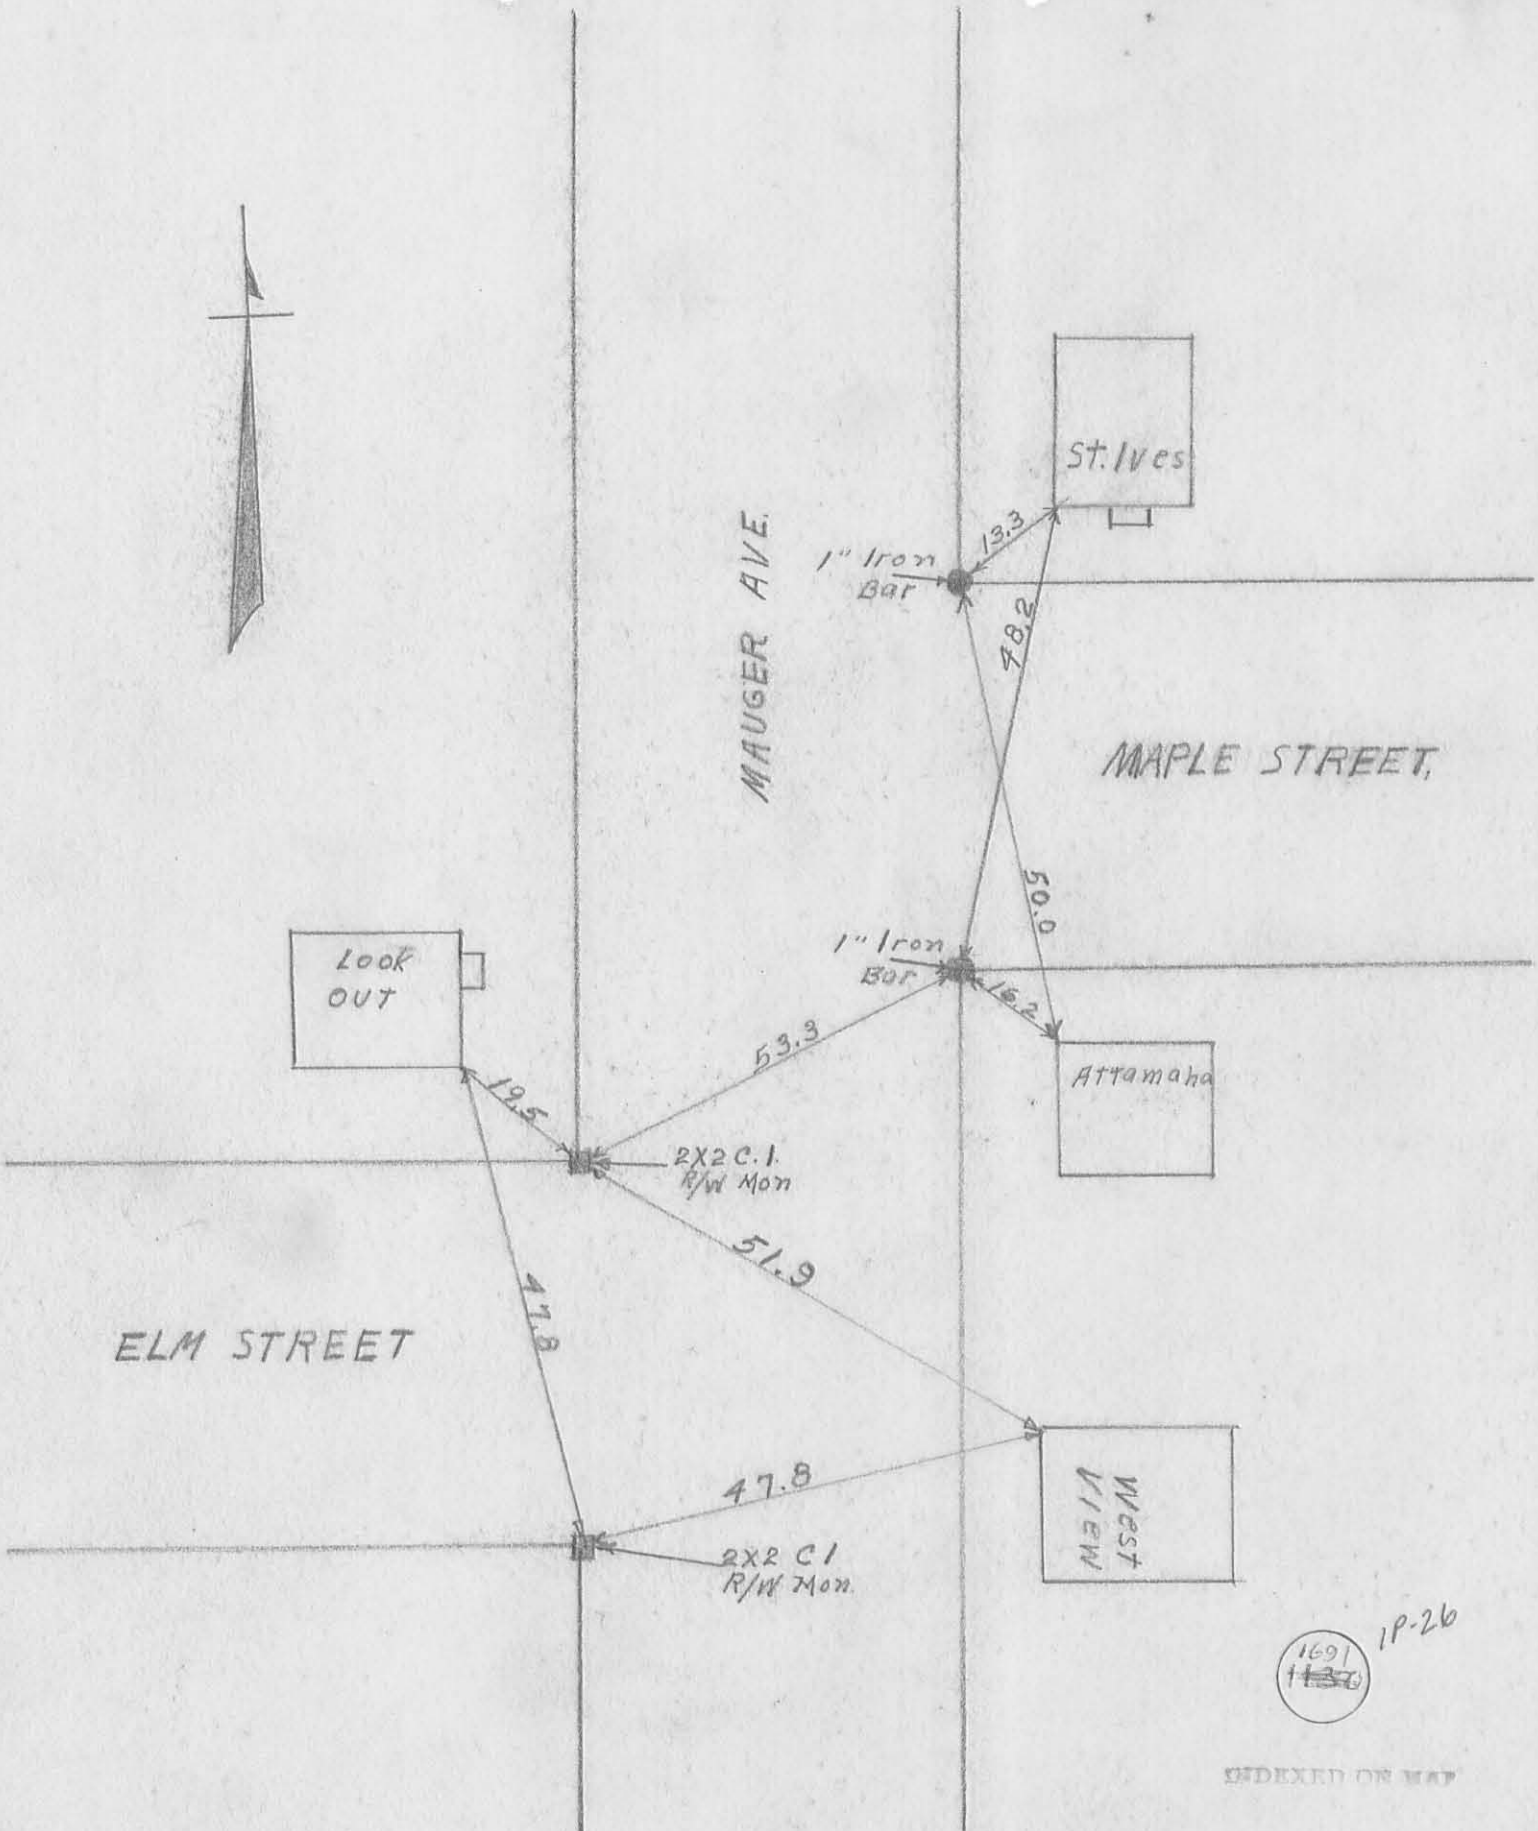 St. Ives
13.3
1" Iron
Bar
48.2
MAUGER AVE.
MAPLE STREET.
50.0
1" Iron
Bar
16.2
LOOK
OUT
53.3
Attamaha
19.5
2X2 C.I.
R/W Mon
51.9
47.8
ELM STREET
47.8
West
View
2X2 CI
R/W Mon.
1P-26
1691
INDEXED ON MAP